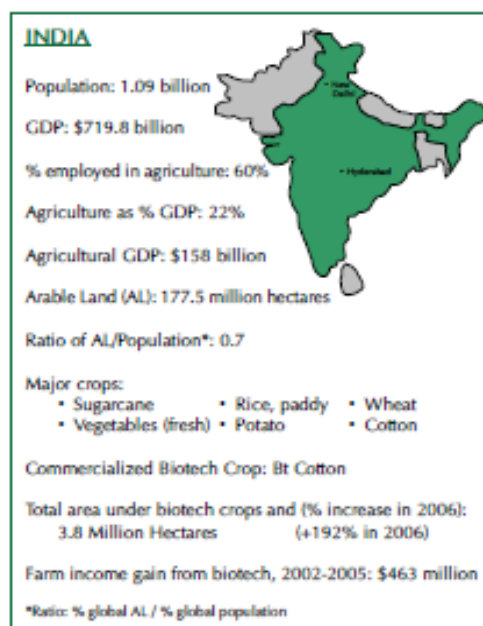 INDIA
Population: 1.09 billion
New
Delhi
GDP: $719.8 billion
% employed in agriculture: 60%
Hyderabad
Agriculture as % GDP: 22%
Agricultural GDP: $158 billion
Arable Land (AL): 177.5 million hectares
Ratio of AL/Population*: 0.7
Major crops:
• Sugarcane • Rice, paddy • Wheat
• Vegetables (fresh) • Potato • Cotton
Commercialized Biotech Crop: Bt Cotton
Total area under biotech crops and (% increase in 2006):
3.8 Million Hectares (+192% in 2006)
Farm income gain from biotech, 2002-2005: $463 million
*Ratio: % global AL / % global population